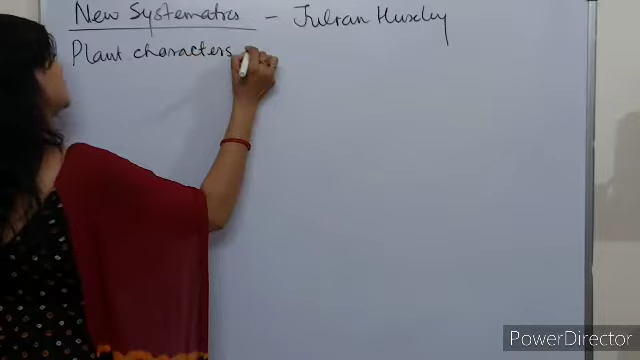 New Systematics - Julian Huxley
Plant characters
PowerDirector